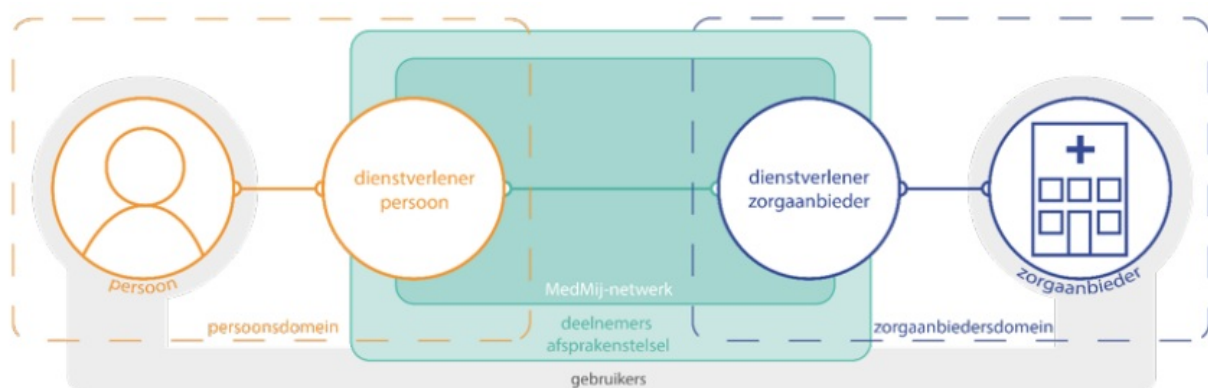 dienstverlener
persoon
dienstverlener
zorgaanbieder
persoon
zorgaanbieder
MedMij-netwerk
persoonsdomein
deelnemers
afsprakenstelsel
zorgaanbiedersdomein
gebruikers